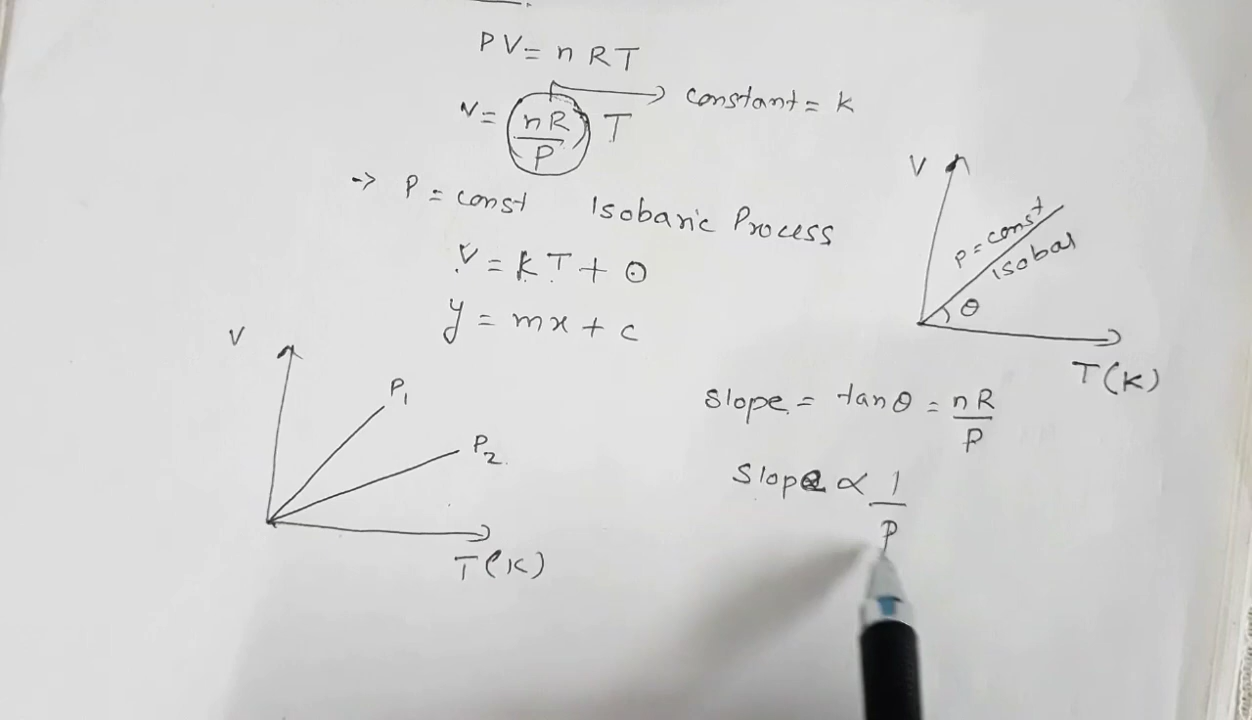 PV = nRT
V = nR/P T → constant = k
→ P = const Isobaric Process
V = kT + 0
y = mx + c
V
P = const
Isobar
θ
T(K)
V
P₁
P₂
T(K)
Slope = tanθ = nR/P
Slope ∝ 1/P